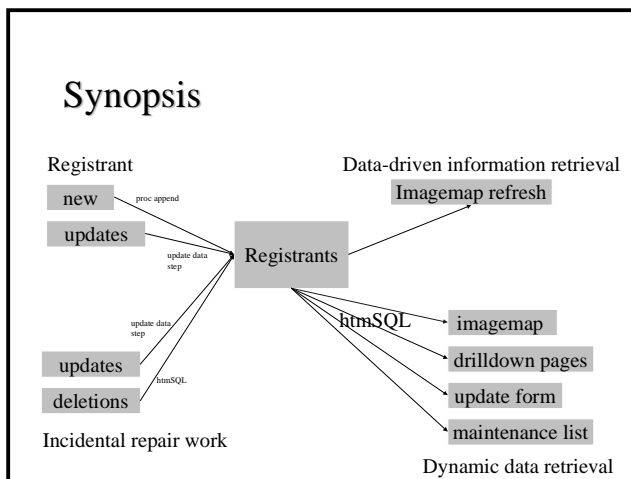 Synopsis
Registrant
new
proc append
updates
update data
step
Registrants
Data-driven information retrieval
Imagemap refresh
update data
step
updates
htmSQL
deletions
Incidental repair work
htmSQL
imagemap
drilldown pages
update form
maintenance list
Dynamic data retrieval